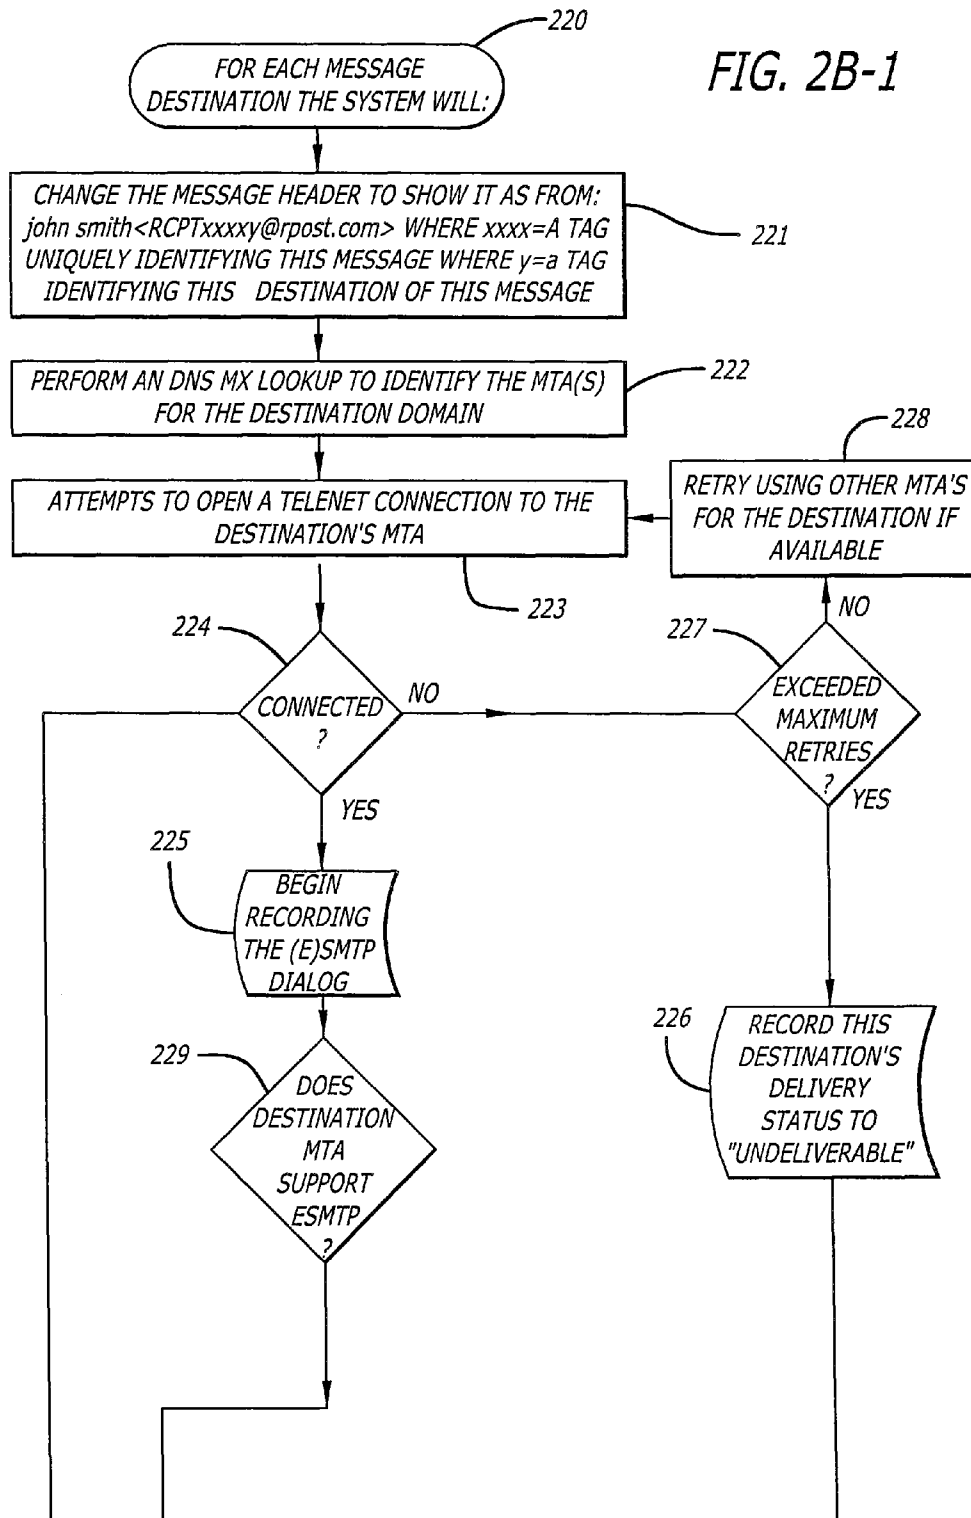 220
FIG. 2B-1
FOR EACH MESSAGE
DESTINATION THE SYSTEM WILL:
CHANGE THE MESSAGE HEADER TO SHOW IT AS FROM:
john smith<RCPTxxxxy@rpost.com> WHERE xxxx=A TAG
UNIQUELY IDENTIFYING THIS MESSAGE WHERE y=a TAG
IDENTIFYING THIS DESTINATION OF THIS MESSAGE
221
PERFORM AN DNS MX LOOKUP TO IDENTIFY THE MTA(S)
FOR THE DESTINATION DOMAIN
222
228
ATTEMPTS TO OPEN A TELENET CONNECTION TO THE
DESTINATION'S MTA
223
RETRY USING OTHER MTA'S
FOR THE DESTINATION IF
AVAILABLE
224
CONNECTED
?
NO
YES
227
NO
EXCEEDED
MAXIMUM
RETRIES
?
YES
225
BEGIN
RECORDING
THE (E)SMTP
DIALOG
226
RECORD THIS
DESTINATION'S
DELIVERY
STATUS TO
"UNDELIVERABLE"
229
DOES
DESTINATION
MTA
SUPPORT
ESMTP
?